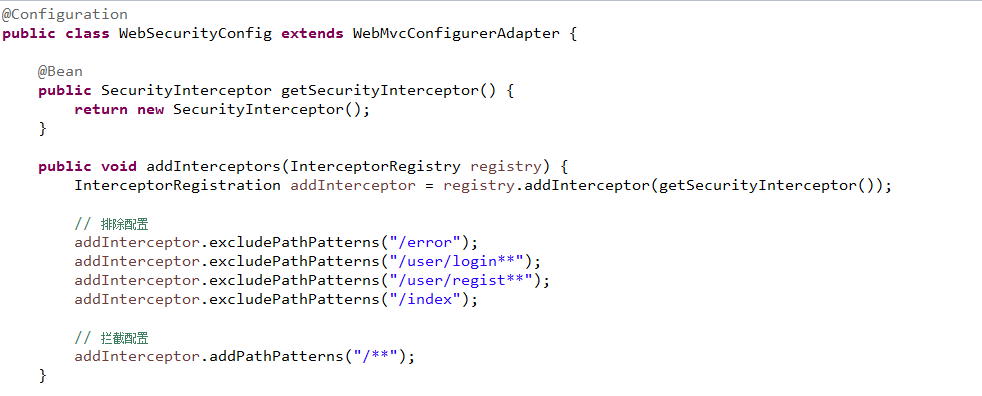 @Configuration
public class WebSecurityConfig extends WebMvcConfigurerAdapter {
@Bean
public SecurityInterceptor getSecurityInterceptor() {
return new SecurityInterceptor();
}
public void addInterceptors(InterceptorRegistry registry) {
InterceptorRegistration addInterceptor = registry.addInterceptor(getSecurityInterceptor());
// 排除配置
addInterceptor.excludePathPatterns("/error");
addInterceptor.excludePathPatterns("/user/login**");
addInterceptor.excludePathPatterns("/user/regist**");
addInterceptor.excludePathPatterns("/index");
// 拦截配置
addInterceptor.addPathPatterns("/**");
}